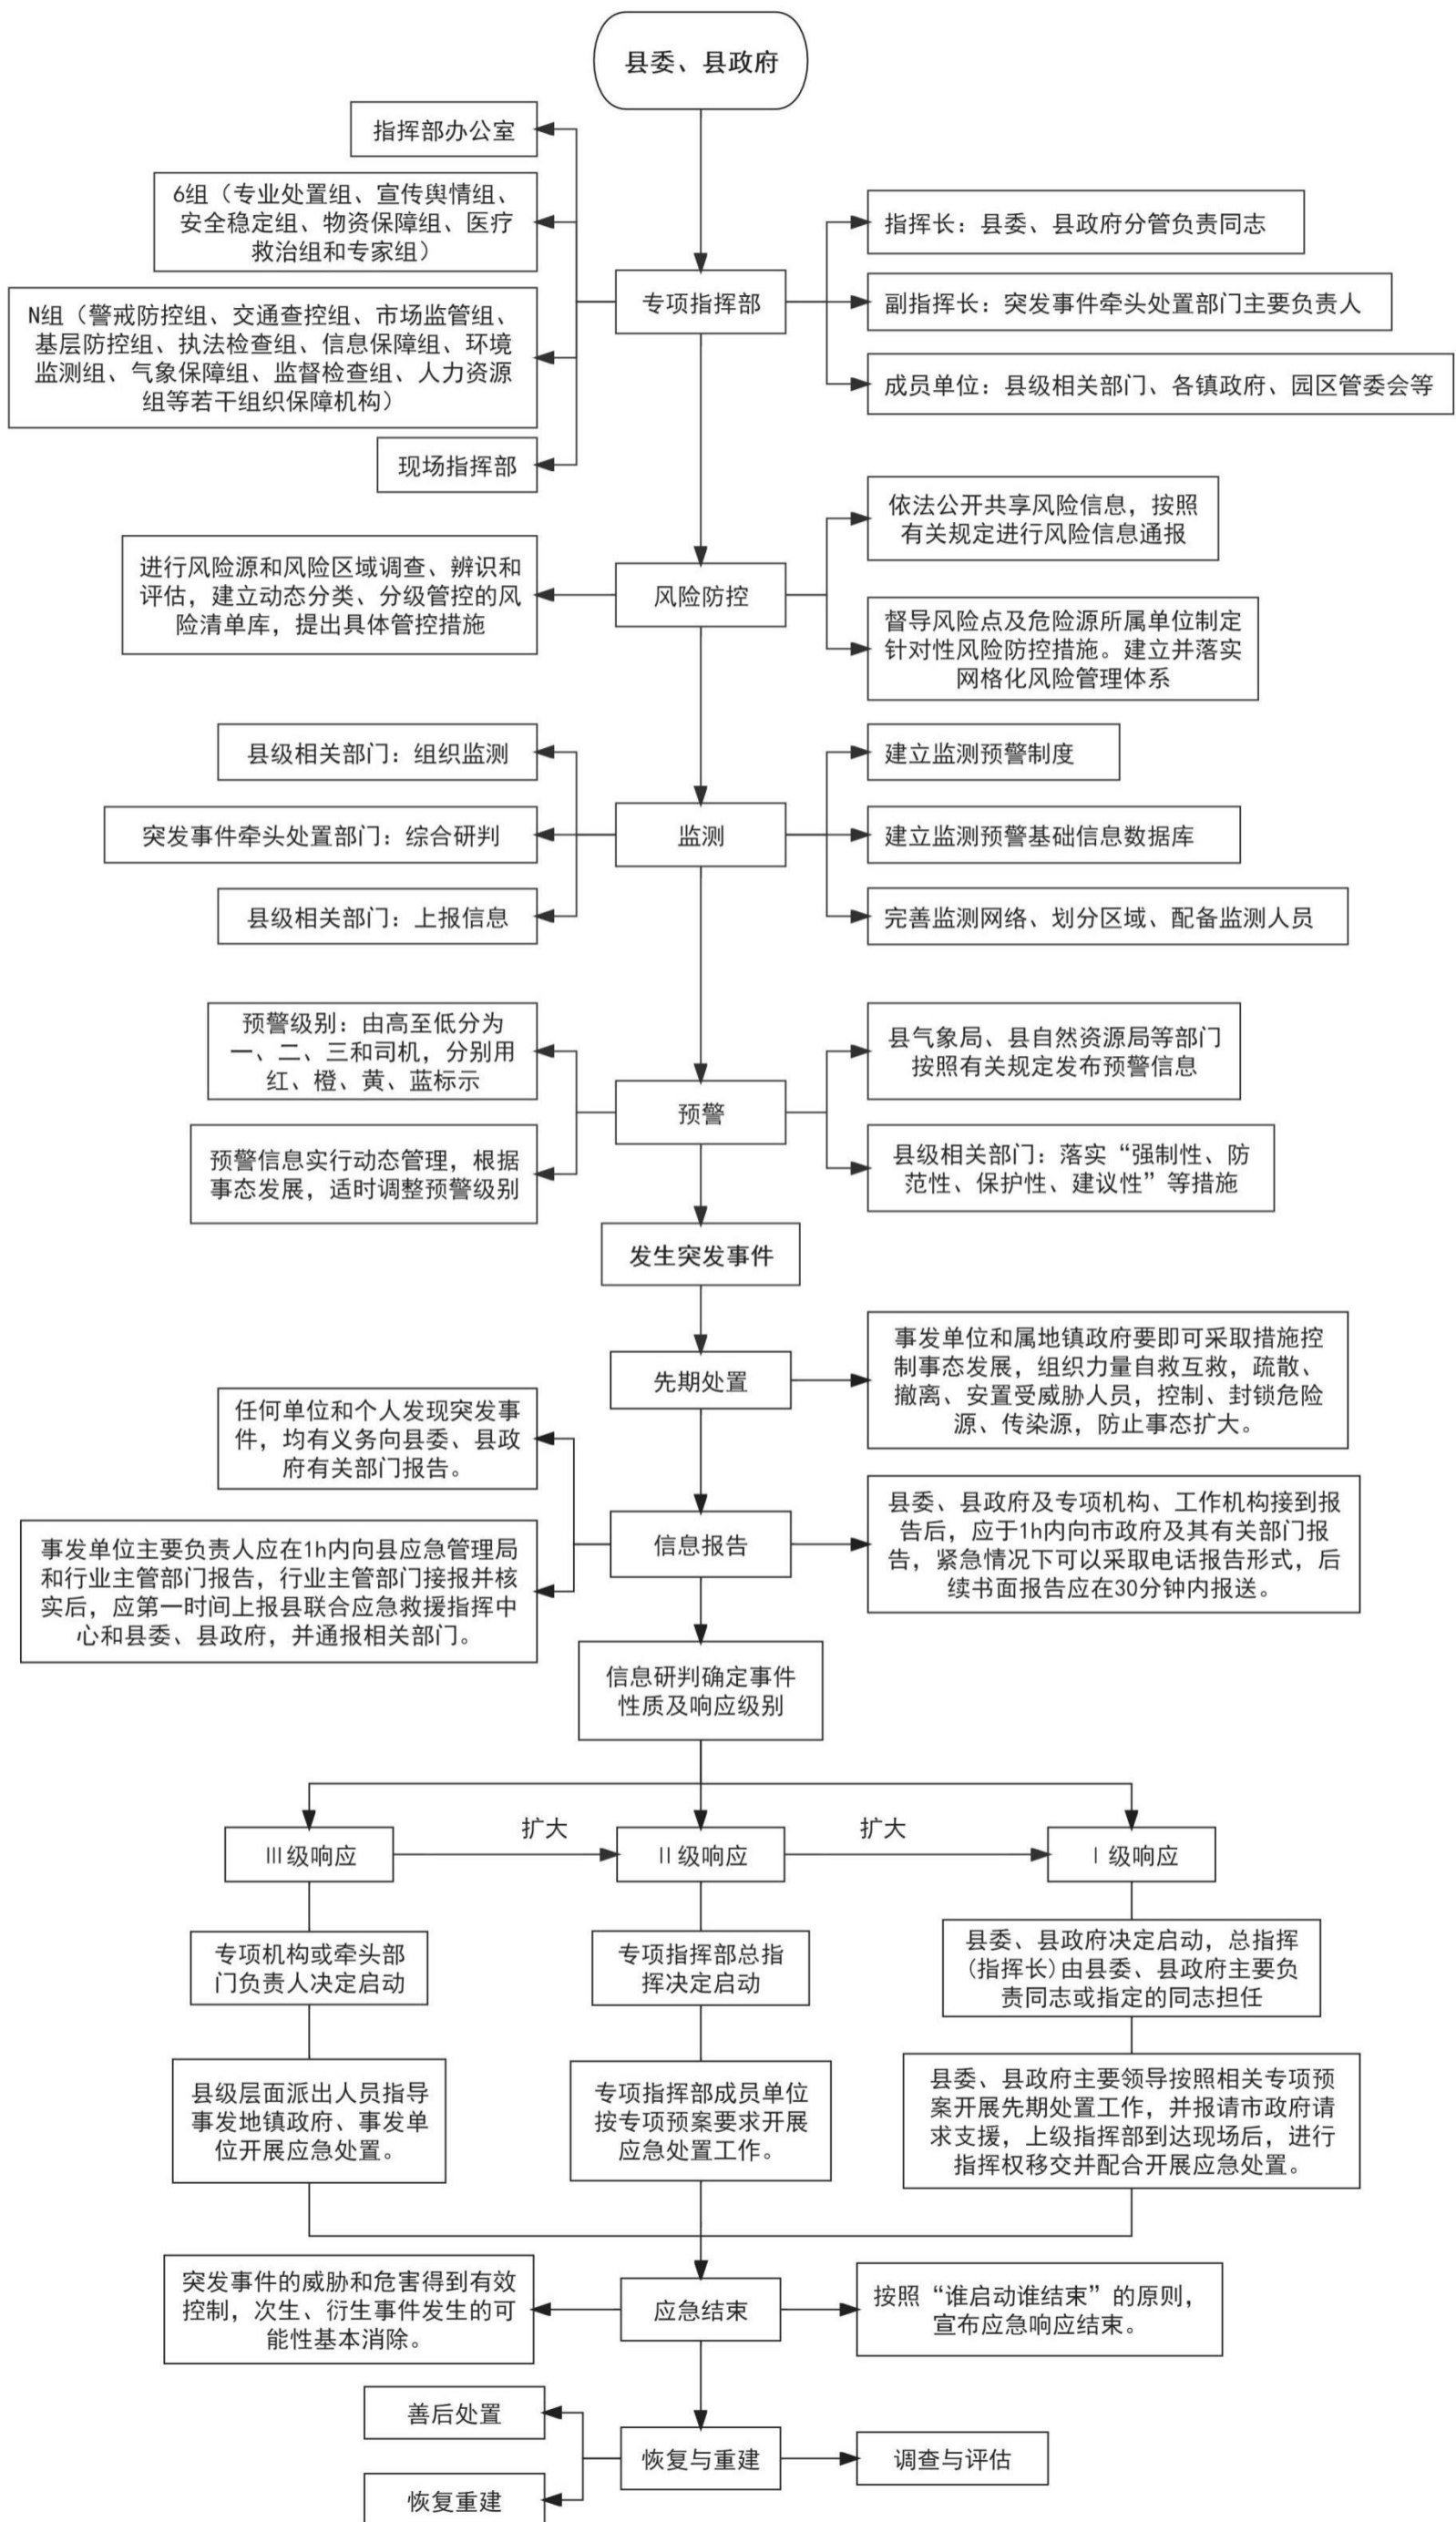 县委、县政府
指挥部办公室
6组（专业处置组、宣传舆情组、
安全稳定组、物资保障组、医疗
救治组和专家组）
N组（警戒防控组、交通查控组、市场监管组、
基层防控组、执法检查组、信息保障组、环境
监测组、气象保障组、监督检查组、人力资源
组等若干组织保障机构）
现场指挥部
专项指挥部
指挥长：县委、县政府分管负责同志
副指挥长：突发事件牵头处置部门主要负责人
成员单位：县级相关部门、各镇政府、园区管委会等
进行风险源和风险区域调查、辨识和
评估，建立动态分类、分级管控的风
险清单库，提出具体管控措施
风险防控
依法公开共享风险信息，按照
有关规定进行风险信息通报
督导风险点及危险源所属单位制定
针对性风险防控措施。建立并落实
网格化风险管理体系
县级相关部门：组织监测
突发事件牵头处置部门：综合研判
县级相关部门：上报信息
监测
建立监测预警制度
建立监测预警基础信息数据库
完善监测网络、划分区域、配备监测人员
预警级别：由高至低分为
一、二、三和司机，分别用
红、橙、黄、蓝标示
预警信息实行动态管理，根据
事态发展，适时调整预警级别
预警
县气象局、县自然资源局等部门
按照有关规定发布预警信息
县级相关部门：落实“强制性、防
范性、保护性、建议性”等措施
发生突发事件
先期处置
事发单位和属地镇政府要即可采取措施控
制事态发展，组织力量自救互救，疏散、
撤离、安置受威胁人员，控制、封锁危险
源、传染源，防止事态扩大。
任何单位和个人发现突发事
件，均有义务向县委、县政
府有关部门报告。
事发单位主要负责人应在1h内向县应急管理局
和行业主管部门报告，行业主管部门接报并核
实后，应第一时间上报县联合应急救援指挥中
心和县委、县政府，并通报相关部门。
信息报告
县委、县政府及专项机构、工作机构接到报
告后，应于1h内向市政府及其有关部门报
告，紧急情况下可以采取电话报告形式，后
续书面报告应在30分钟内报送。
信息研判确定事件
性质及响应级别
Ⅲ级响应
扩大
Ⅱ级响应
扩大
Ⅰ级响应
专项机构或牵头部
门负责人决定启动
专项指挥部总指
挥决定启动
县委、县政府决定启动，总指挥
(指挥长)由县委、县政府主要负
责同志或指定的同志担任
县级层面派出人员指导
事发地镇政府、事发单
位开展应急处置。
专项指挥部成员单位
按专项预案要求开展
应急处置工作。
县委、县政府主要领导按照相关专项预
案开展先期处置工作，并报请市政府请
求支援，上级指挥部到达现场后，进行
指挥权移交并配合开展应急处置。
突发事件的威胁和危害得到有效
控制，次生、衍生事件发生的可
能性基本消除。
应急结束
按照“谁启动谁结束”的原则，
宣布应急响应结束。
善后处置
恢复重建
恢复与重建
调查与评估